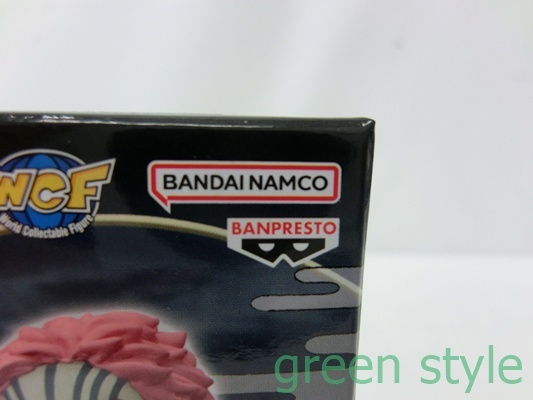 WCF
World Collectable Figure
BANDAI NAMCO
BANPRESTO
green style